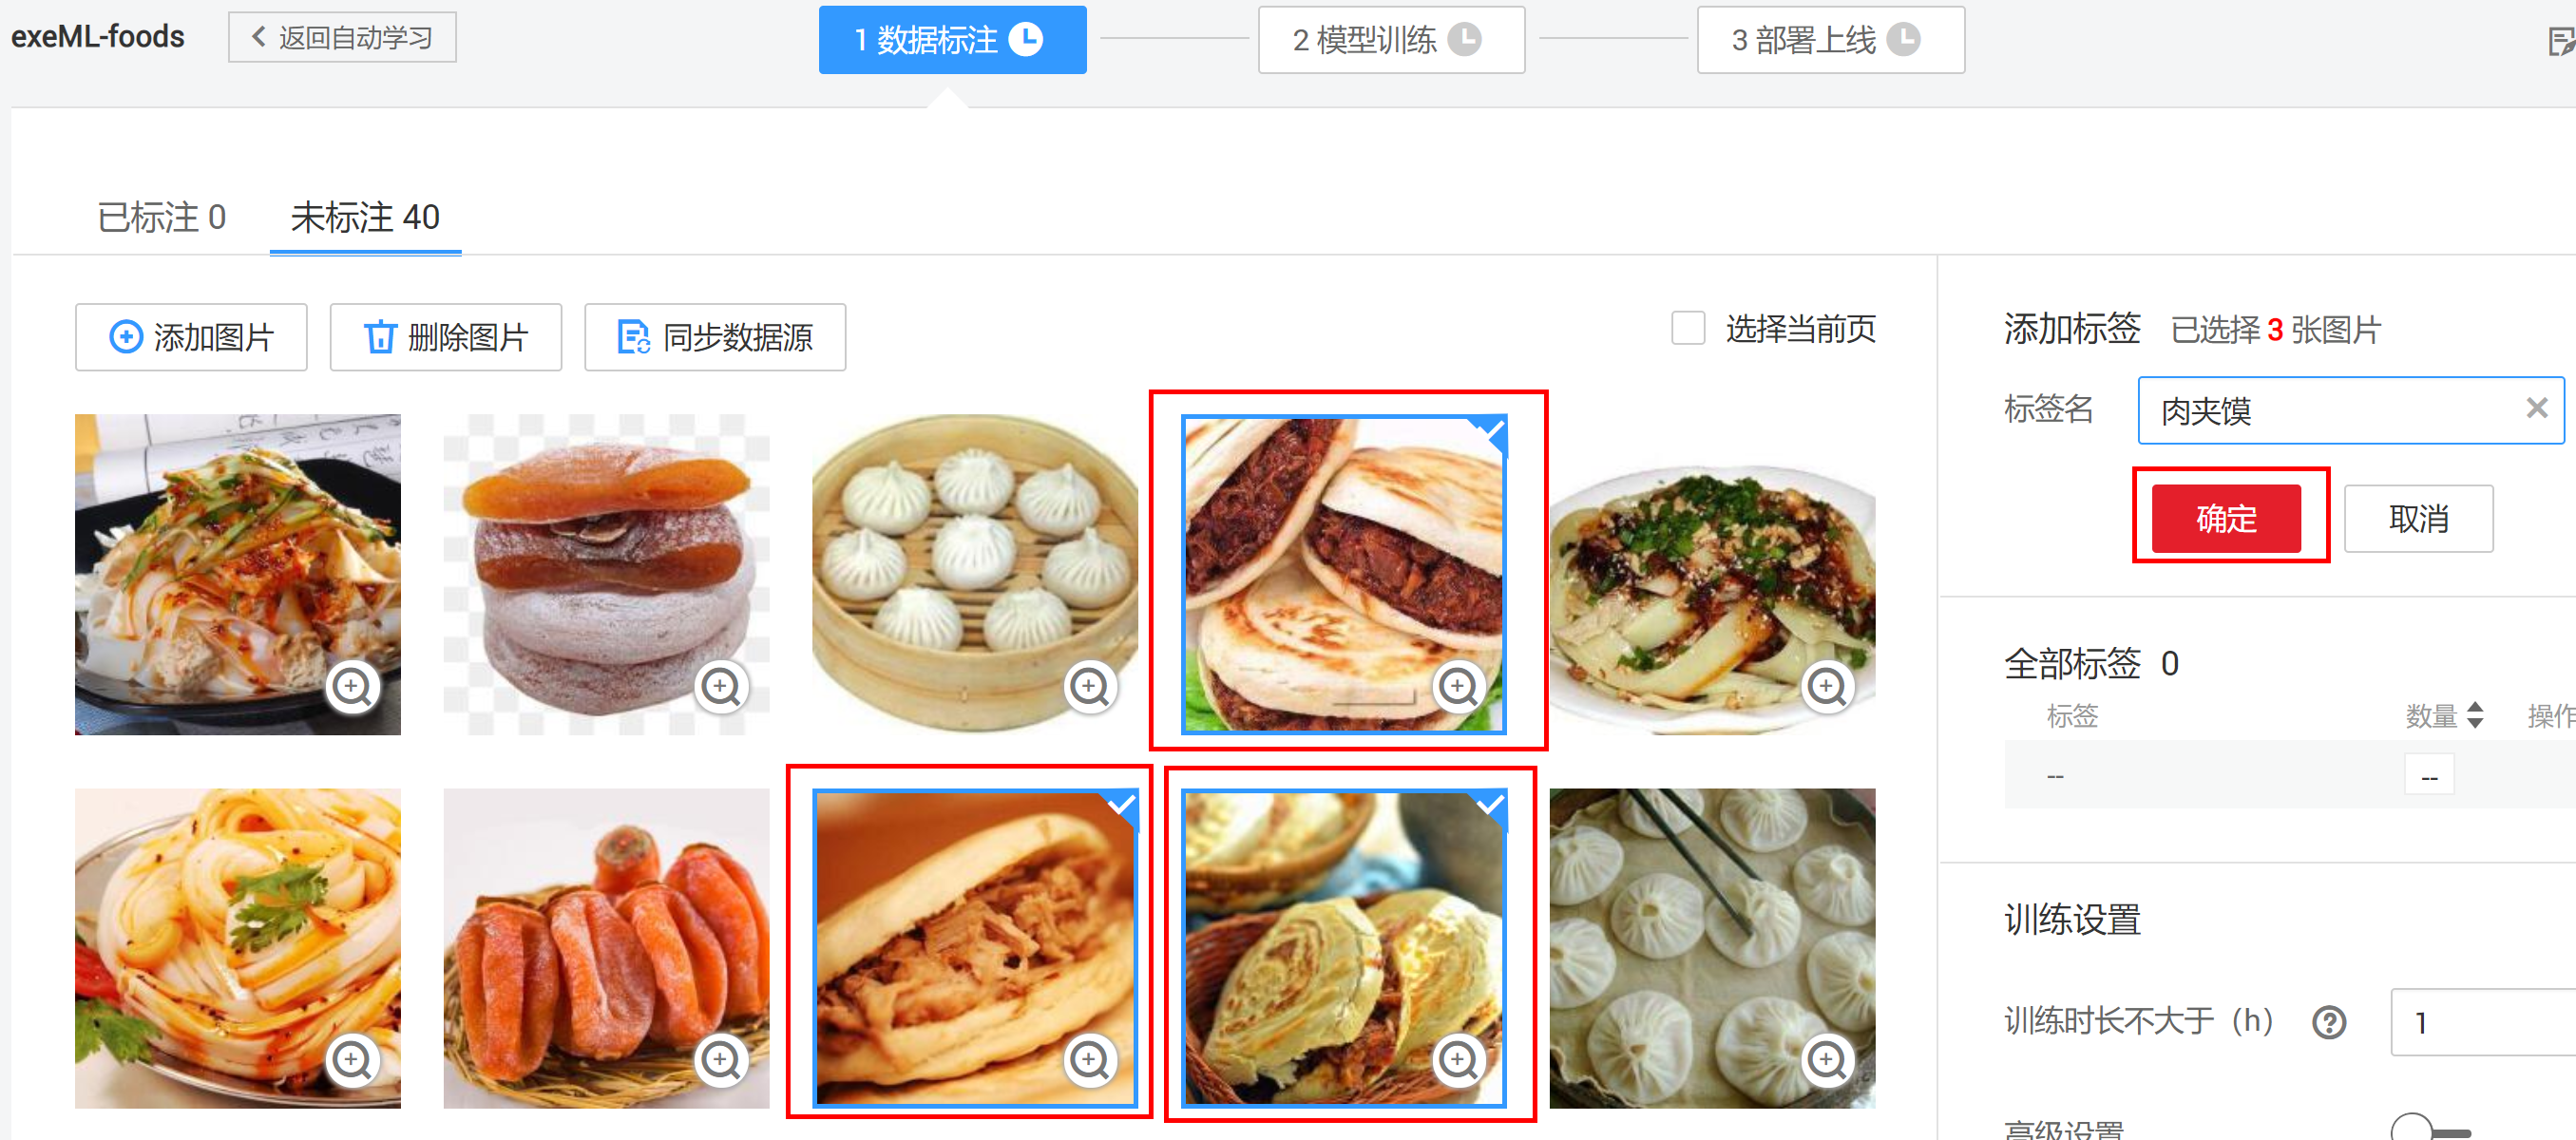 exeML-foods
返回自动学习
1 数据标注
2 模型训练
3 部署上线
已标注 0
未标注 40
添加图片
删除图片
同步数据源
选择当前页
添加标签 已选择 3 张图片
标签名 肉夹馍
确定
取消
全部标签 0
标签 数量 操作
-- --
训练设置
训练时长不大于（h） 1
高级设置